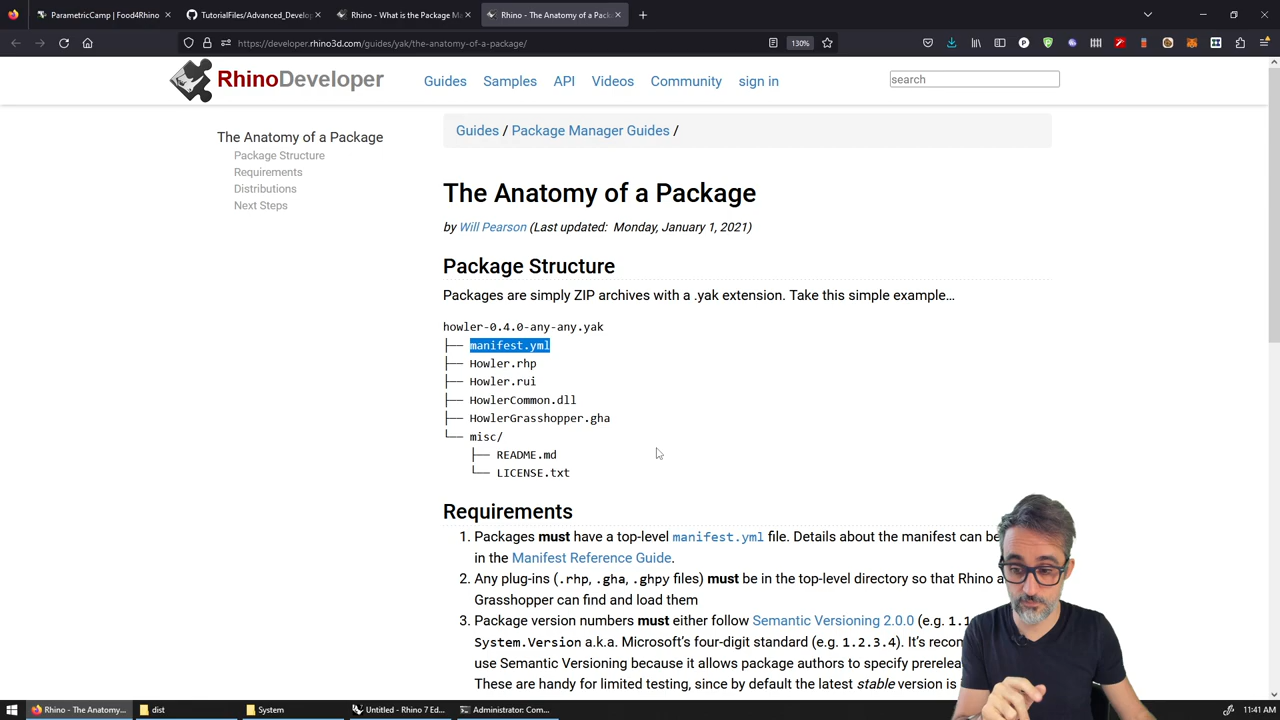 ParametricCamp | Food4Rhino
TutorialFiles/Advanced_Develop
Rhino - What is the Package Ma
Rhino - The Anatomy of a Pack
https://developer.rhino3d.com/guides/yak/the-anatomy-of-a-package/
130%
RhinoDeveloper
Guides
Samples
API
Videos
Community
sign in
search
The Anatomy of a Package
Package Structure
Requirements
Distributions
Next Steps
Guides / Package Manager Guides /
The Anatomy of a Package
by Will Pearson (Last updated: Monday, January 1, 2021)
Package Structure
Packages are simply ZIP archives with a .yak extension. Take this simple example…
howler-0.4.0-any-any.yak
├── manifest.yml
├── Howler.rhp
├── Howler.rui
├── HowlerCommon.dll
├── HowlerGrasshopper.gha
└── misc/
├── README.md
└── LICENSE.txt
Requirements
1. Packages must have a top-level manifest.yml file. Details about the manifest can be
in the Manifest Reference Guide.
2. Any plug-ins (.rhp, .gha, .ghpy files) must be in the top-level directory so that Rhino a
Grasshopper can find and load them
3. Package version numbers must either follow Semantic Versioning 2.0.0 (e.g. 1.1
System.Version a.k.a. Microsoft's four-digit standard (e.g. 1.2.3.4). It's recom
use Semantic Versioning because it allows package authors to specify prerelea
These are handy for limited testing, since by default the latest stable version is
Rhino - The Anatomy...
dist
System
Untitled - Rhino 7 Ed...
Administrator: Com...
11:41 AM